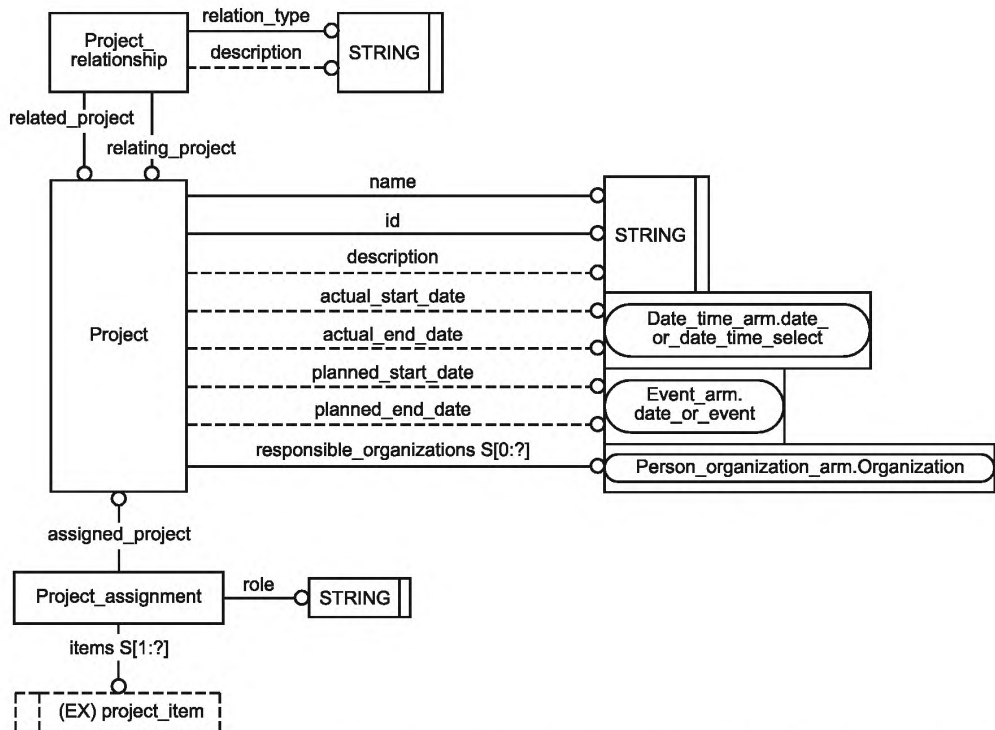 relation_type
Project_
relationship
STRING
description
related_project
relating_project
name
id
STRING
description
actual_start_date
Date_time_arm.date_
or_date_time_select
Project
actual_end_date
planned_start_date
Event_arm.
date_or_event
planned_end_date
responsible_organizations S[0:?]
Person_organization_arm.Organization
assigned_project
Project_assignment
role
STRING
items S[1:?]
(EX) project_item